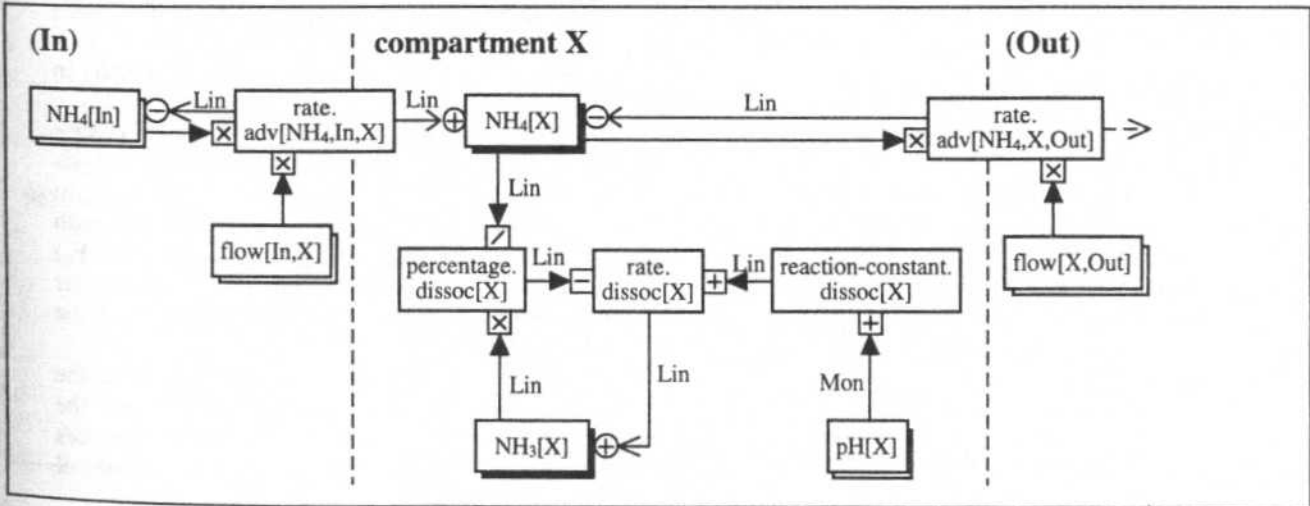 (In)
compartment X
(Out)
NH₄[In]
Lin
rate.
adv[NH₄,In,X]
Lin
NH₄[X]
Lin
rate.
adv[NH₄,X,Out]
flow[In,X]
Lin
percentage.
dissoc[X]
Lin
rate.
dissoc[X]
Lin
reaction-constant.
dissoc[X]
flow[X,Out]
Lin
Lin
Mon
NH₃[X]
pH[X]